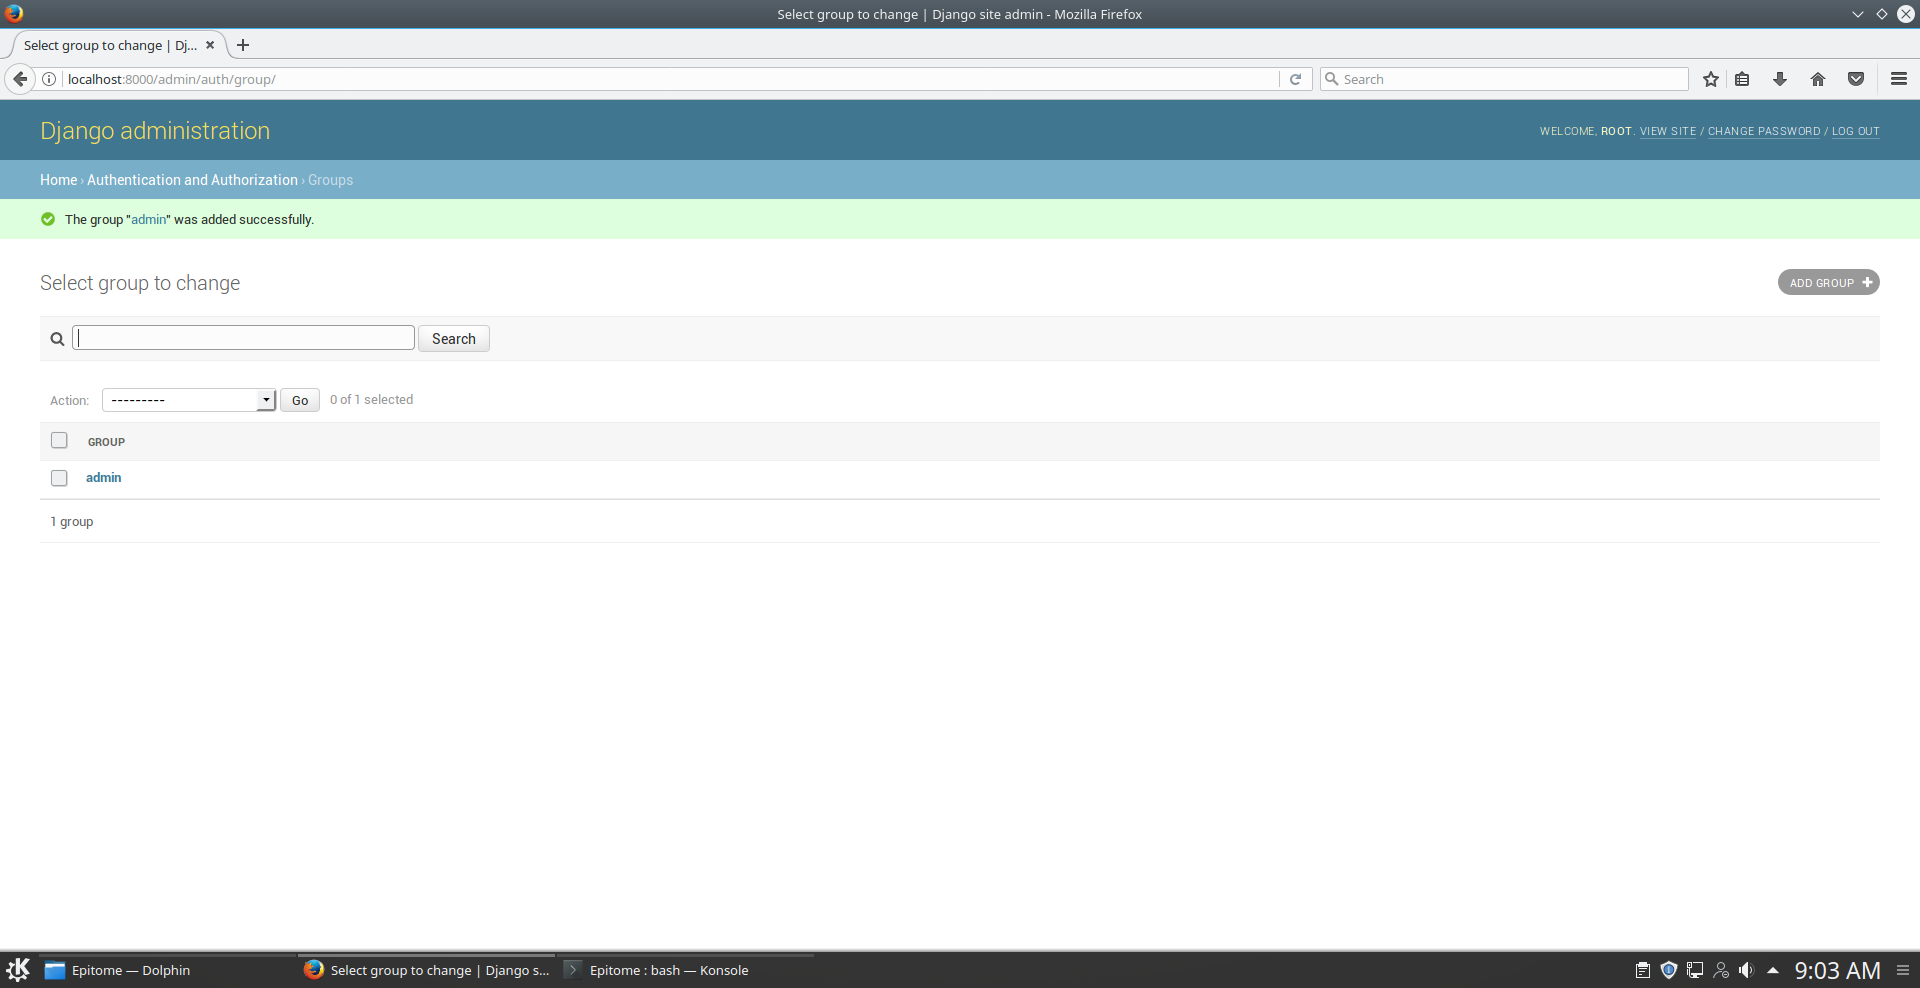 Select group to change | Django site admin - Mozilla Firefox
Select group to change | Dj...
localhost:8000/admin/auth/group/
Search
Django administration
WELCOME, ROOT. VIEW SITE / CHANGE PASSWORD / LOG OUT
Home › Authentication and Authorization › Groups
The group "admin" was added successfully.
Select group to change
ADD GROUP
Search
Action:
---------
Go
0 of 1 selected
GROUP
admin
1 group
Epitome — Dolphin
Select group to change | Django s...
Epitome : bash — Konsole
9:03 AM